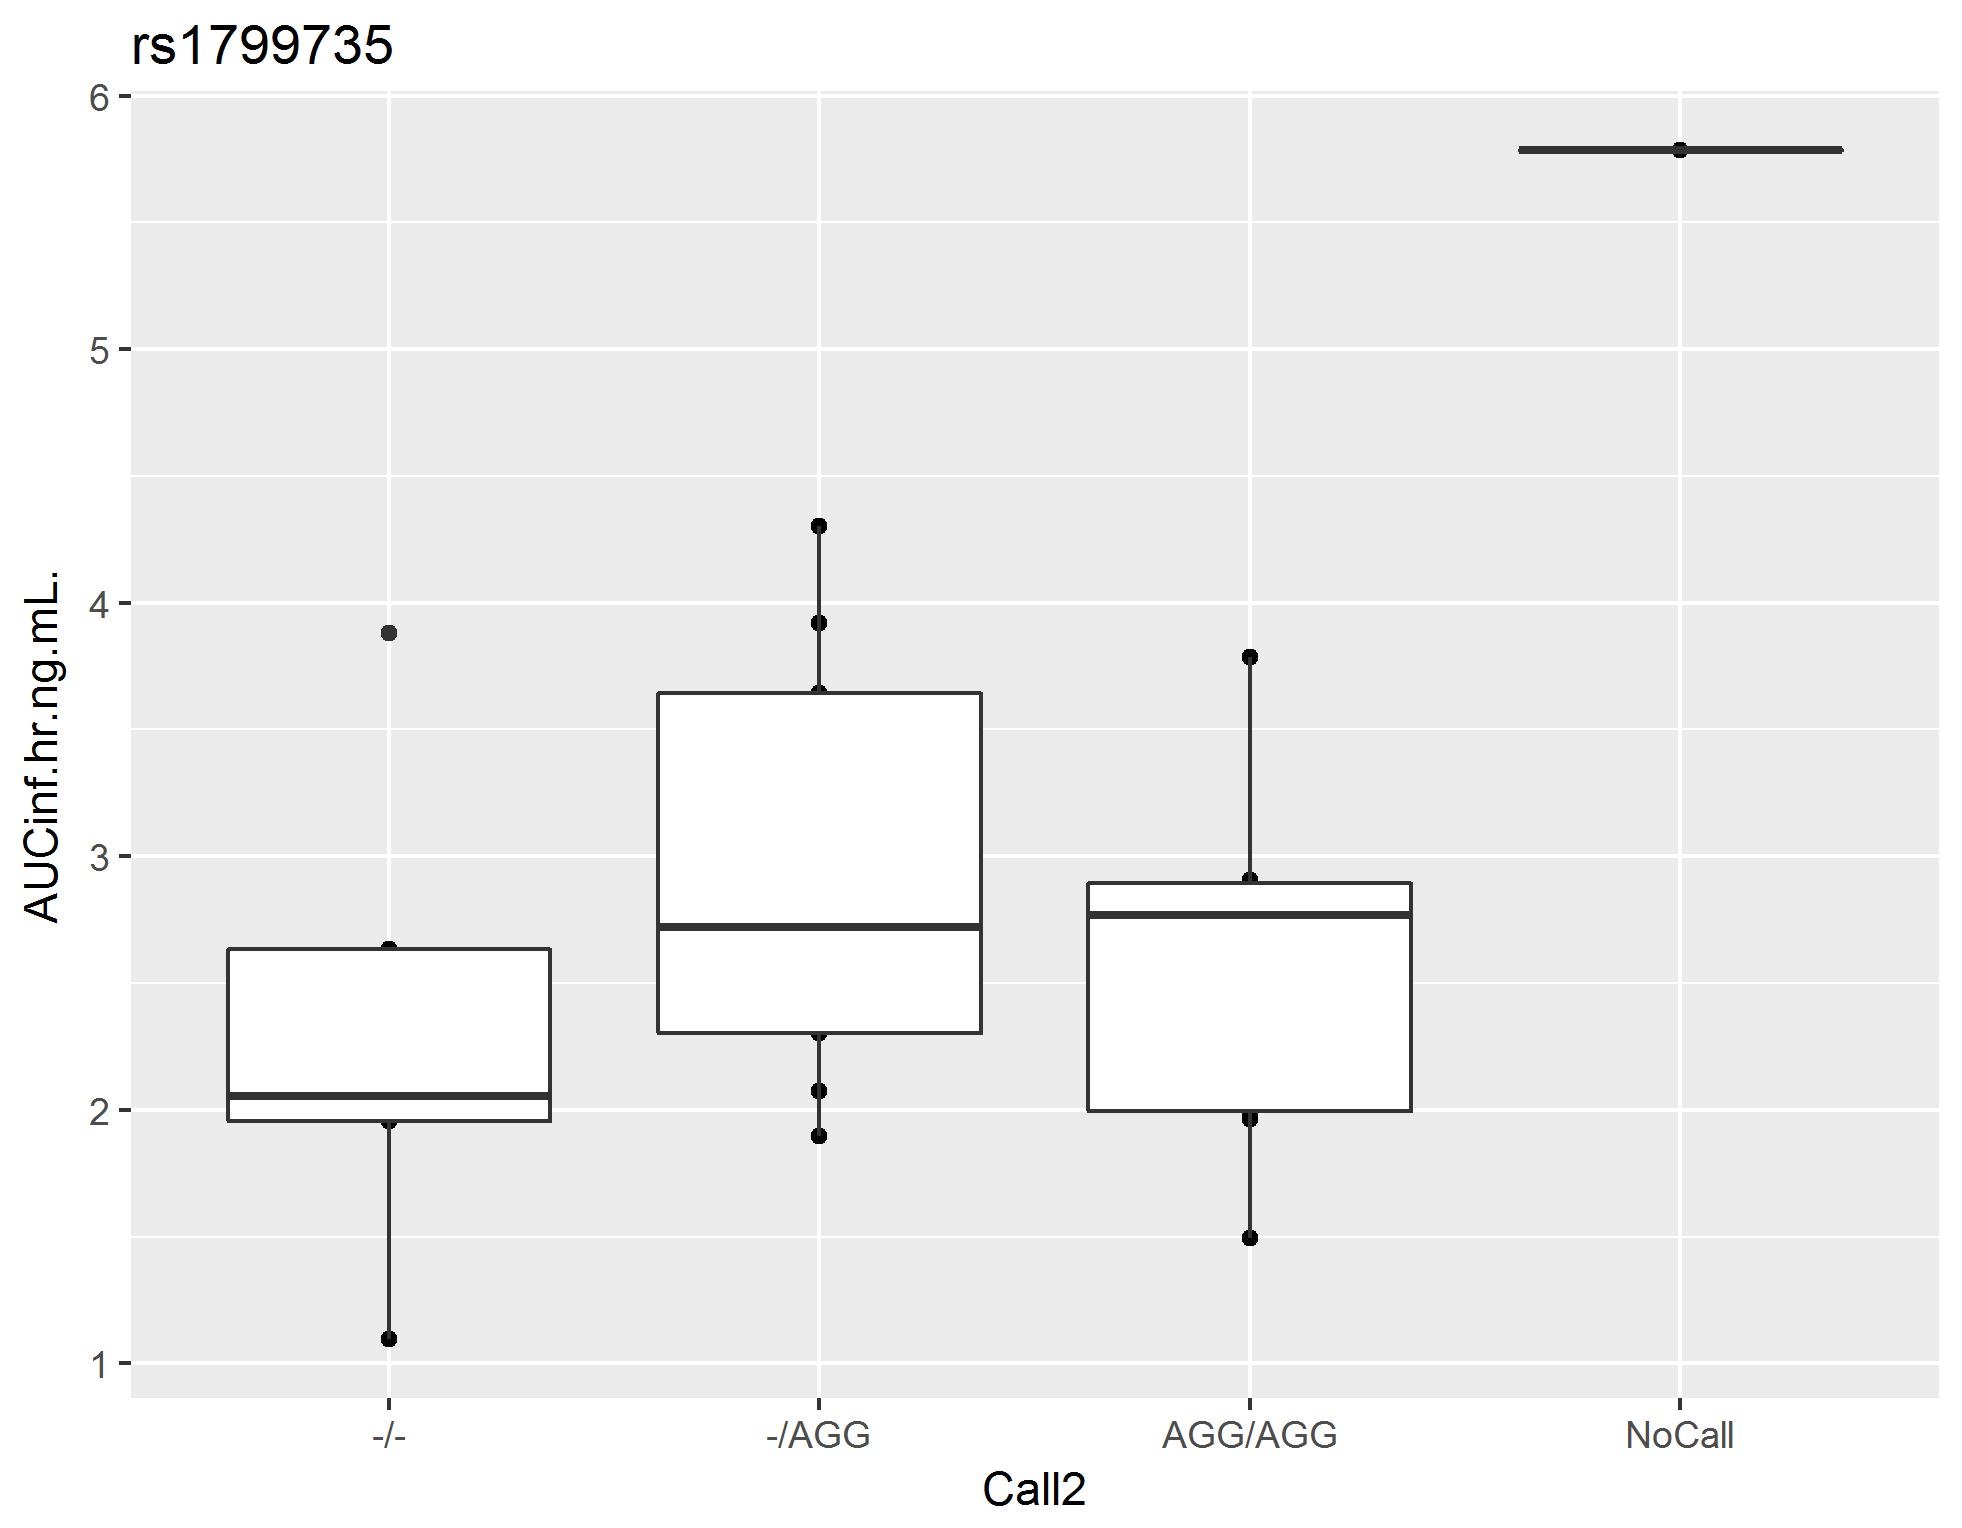 rs1799735
6
5
4
3
2
1
AUCinf.hr.ng.mL.
-/-
-/AGG
AGG/AGG
NoCall
Call2